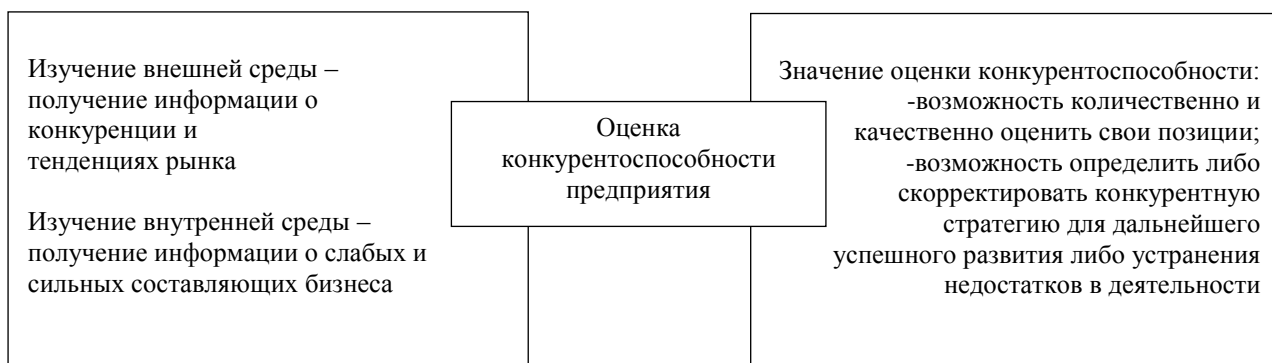 Изучение внешней среды –
получение информации о
конкуренции и
тенденциях рынка
Изучение внутренней среды –
получение информации о слабых и
сильных составляющих бизнеса
Оценка
конкурентоспособности
предприятия
Значение оценки конкурентоспособности:
-возможность количественно и
качественно оценить свои позиции;
-возможность определить либо
скорректировать конкурентную
стратегию для дальнейшего
успешного развития либо устранения
недостатков в деятельности